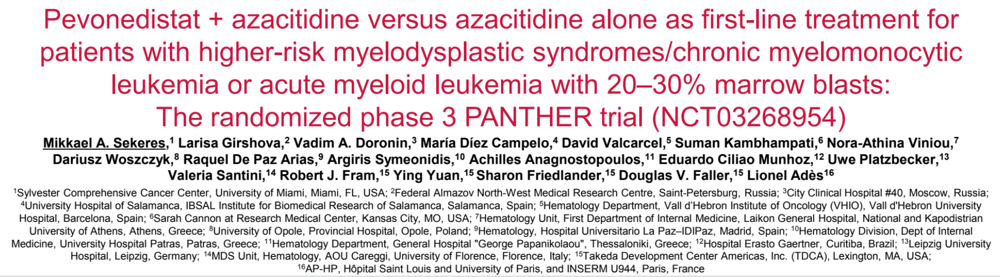 Pevonedistat + azacitidine versus azacitidine alone as first-line treatment for
patients with higher-risk myelodysplastic syndromes/chronic myelomonocytic
leukemia or acute myeloid leukemia with 20–30% marrow blasts:
The randomized phase 3 PANTHER trial (NCT03268954)
Mikkael A. Sekeres,¹ Larisa Girshova,² Vadim A. Doronin,³ María Díez Campelo,⁴ David Valcarcel,⁵ Suman Kambhampati,⁶ Nora-Athina Viniou,⁷
Dariusz Woszczyk,⁸ Raquel De Paz Arias,⁹ Argiris Symeonidis,¹⁰ Achilles Anagnostopoulos,¹¹ Eduardo Ciliao Munhoz,¹² Uwe Platzbecker,¹³
Valeria Santini,¹⁴ Robert J. Fram,¹⁵ Ying Yuan,¹⁵ Sharon Friedlander,¹⁵ Douglas V. Faller,¹⁵ Lionel Adès¹⁶
¹Sylvester Comprehensive Cancer Center, University of Miami, Miami, FL, USA; ²Federal Almazov North-West Medical Research Centre, Saint-Petersburg, Russia; ³City Clinical Hospital #40, Moscow, Russia;
⁴University Hospital of Salamanca, IBSAL Institute for Biomedical Research of Salamanca, Salamanca, Spain; ⁵Hematology Department, Vall d’Hebron Institute of Oncology (VHIO), Vall d'Hebron University
Hospital, Barcelona, Spain; ⁶Sarah Cannon at Research Medical Center, Kansas City, MO, USA; ⁷Hematology Unit, First Department of Internal Medicine, Laikon General Hospital, National and Kapodistrian
University of Athens, Athens, Greece; ⁸University of Opole, Provincial Hospital, Opole, Poland; ⁹Hematology, Hospital Universitario La Paz–IDIPaz, Madrid, Spain; ¹⁰Hematology Division, Dept of Internal
Medicine, University Hospital Patras, Patras, Greece; ¹¹Hematology Department, General Hospital "George Papanikolaou", Thessaloniki, Greece; ¹²Hospital Erasto Gaertner, Curitiba, Brazil; ¹³Leipzig University
Hospital, Leipzig, Germany; ¹⁴MDS Unit, Hematology, AOU Careggi, University of Florence, Florence, Italy; ¹⁵Takeda Development Center Americas, Inc. (TDCA), Lexington, MA, USA;
¹⁶AP-HP, Hôpital Saint Louis and University of Paris, and INSERM U944, Paris, France